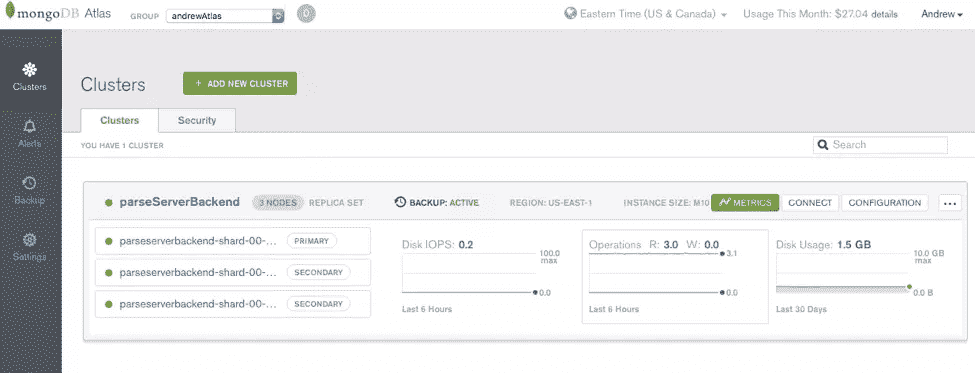 mongoDB Atlas GROUP andrewAtlas Eastern Time (US & Canada) Usage This Month: $27.04 details Andrew
Clusters
Alerts
Backup
Settings
Clusters + ADD NEW CLUSTER
Clusters Security
YOU HAVE 1 CLUSTER Search
parseServerBackend 3 NODES REPLICA SET BACKUP: ACTIVE REGION: US-EAST-1 INSTANCE SIZE: M10 METRICS CONNECT CONFIGURATION ...
parseserverbackend-shard-00-... PRIMARY
parseserverbackend-shard-00-... SECONDARY
parseserverbackend-shard-00-... SECONDARY
Disk IOPS: 0.2
100.0
max
0.0
Last 6 Hours
Operations R: 3.0 W: 0.0
3.1
0.0
Last 6 Hours
Disk Usage: 1.5 GB
10.0 GB
max
0.0 B
Last 30 Days